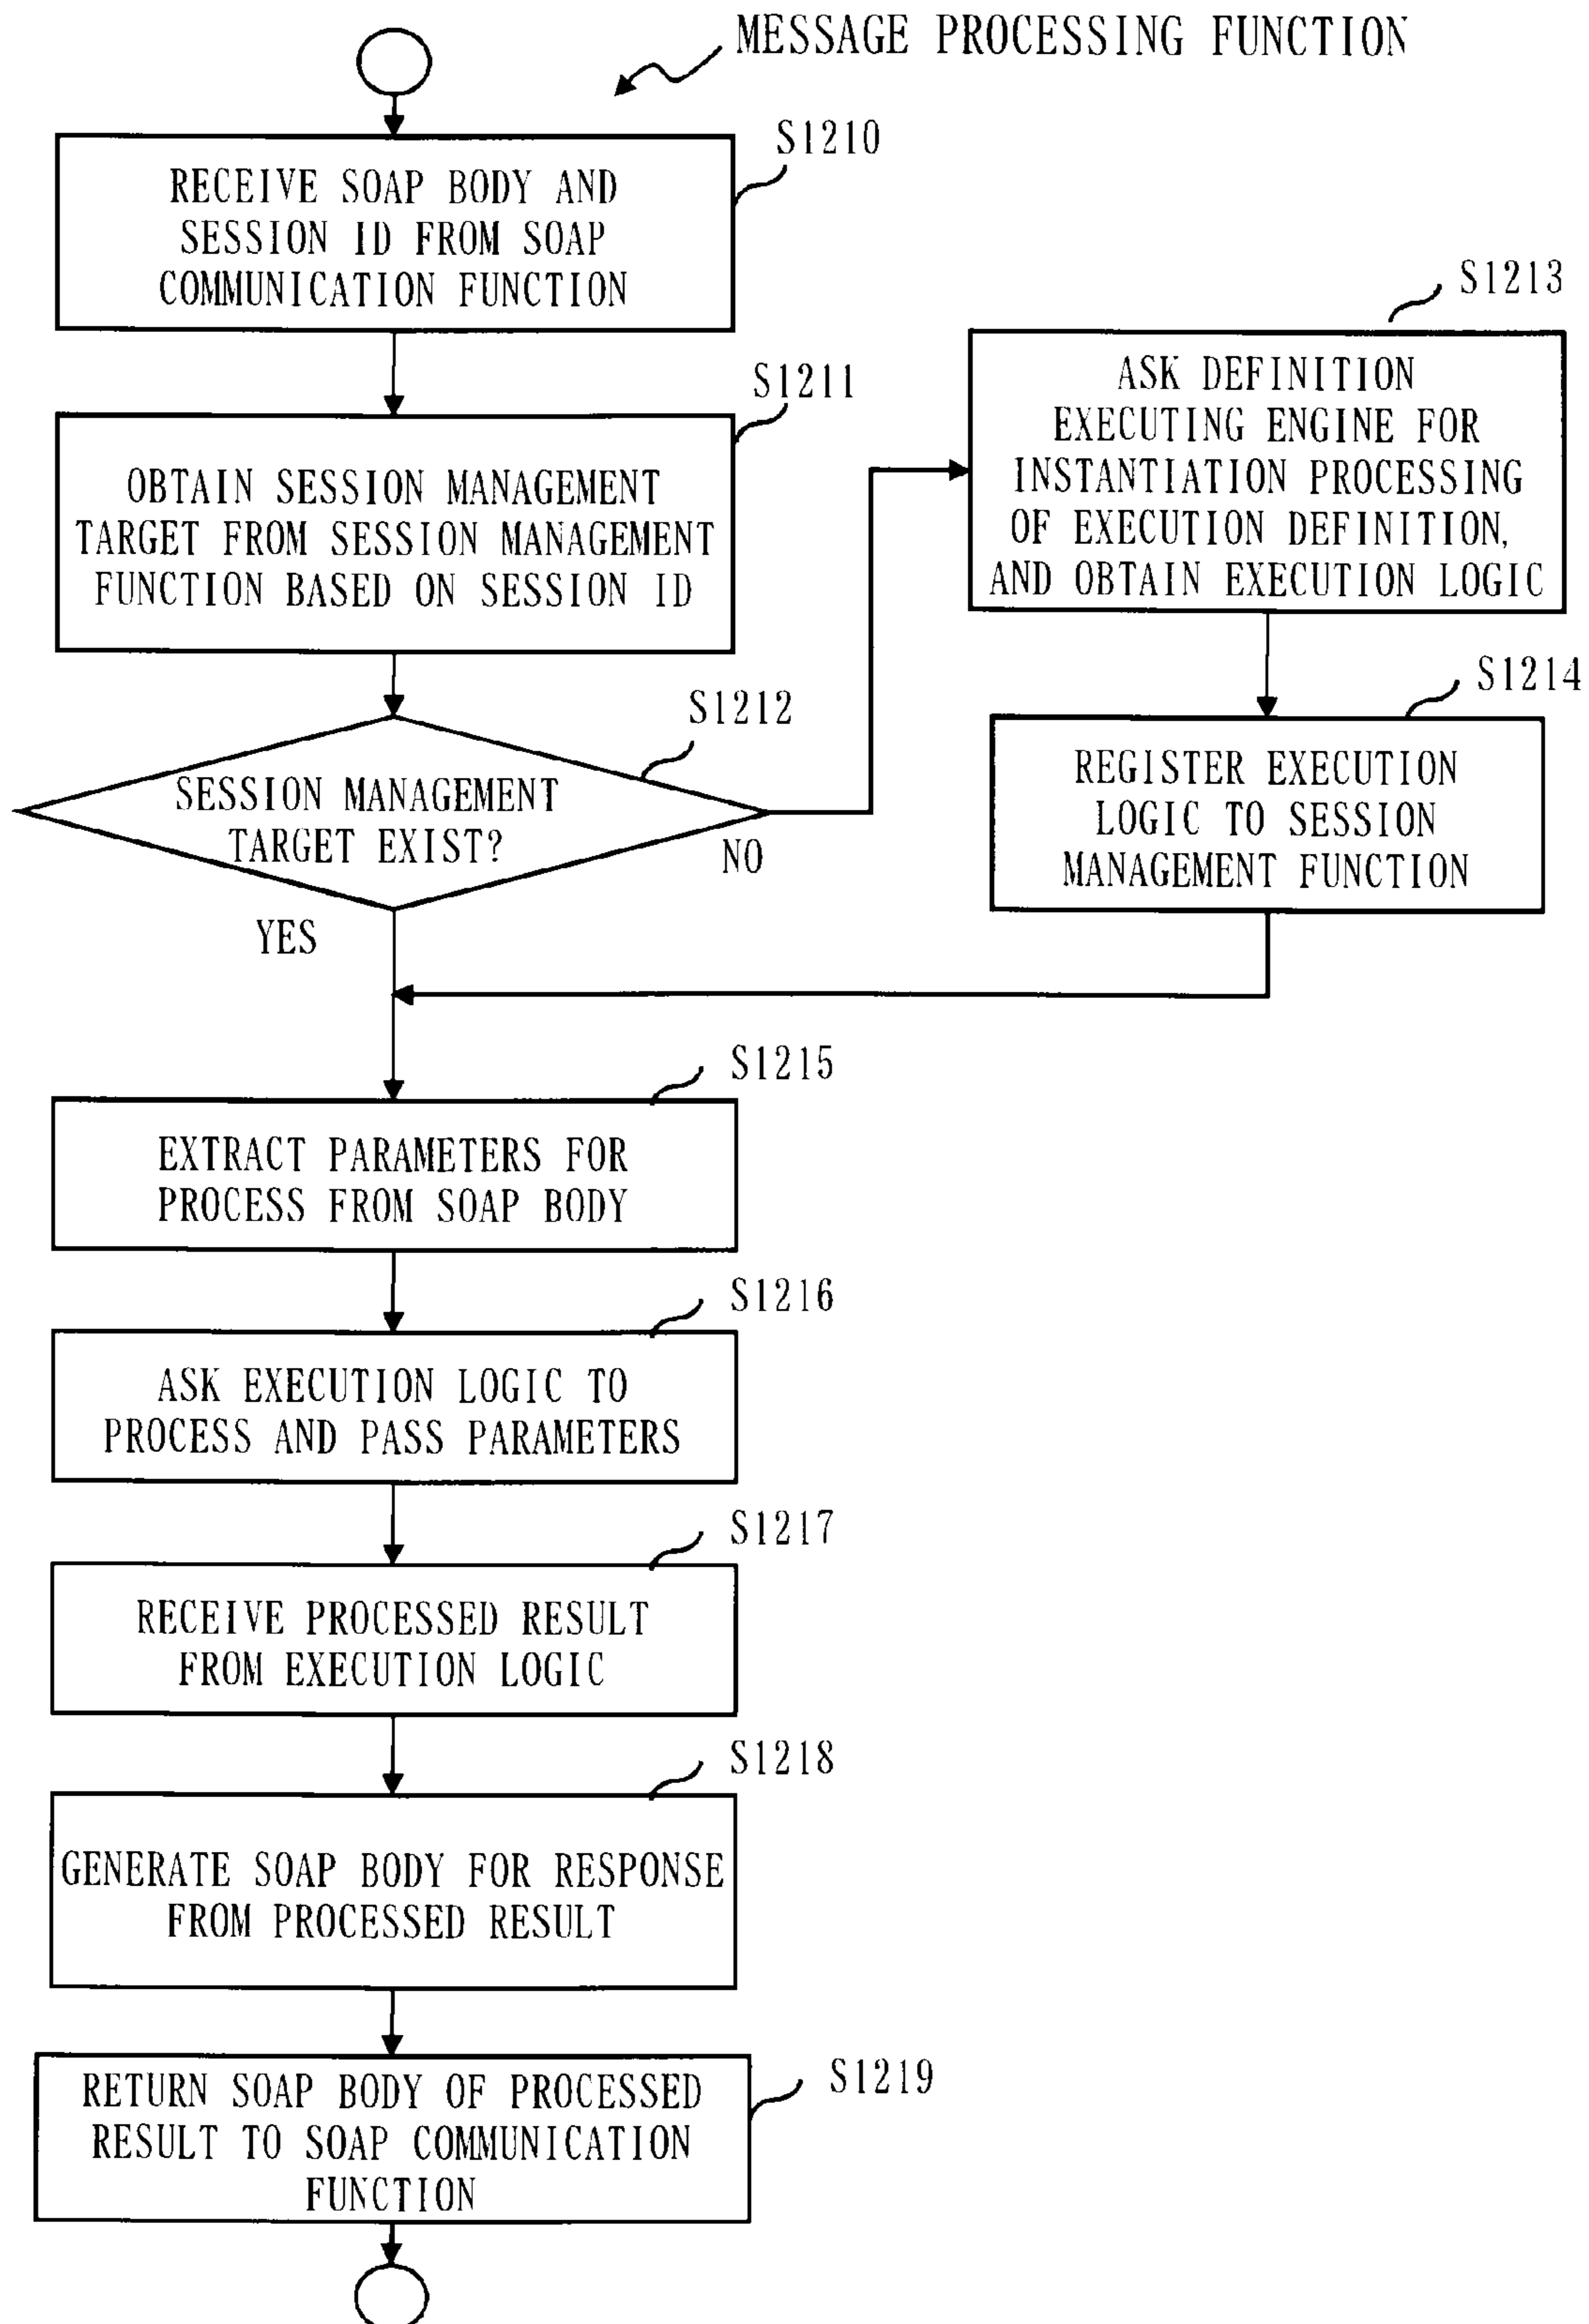 MESSAGE PROCESSING FUNCTION
S1210
RECEIVE SOAP BODY AND
SESSION ID FROM SOAP
COMMUNICATION FUNCTION
S1211
OBTAIN SESSION MANAGEMENT
TARGET FROM SESSION MANAGEMENT
FUNCTION BASED ON SESSION ID
S1212
SESSION MANAGEMENT
TARGET EXIST?
NO
YES
S1213
ASK DEFINITION
EXECUTING ENGINE FOR
INSTANTIATION PROCESSING
OF EXECUTION DEFINITION,
AND OBTAIN EXECUTION LOGIC
S1214
REGISTER EXECUTION
LOGIC TO SESSION
MANAGEMENT FUNCTION
S1215
EXTRACT PARAMETERS FOR
PROCESS FROM SOAP BODY
S1216
ASK EXECUTION LOGIC TO
PROCESS AND PASS PARAMETERS
S1217
RECEIVE PROCESSED RESULT
FROM EXECUTION LOGIC
S1218
GENERATE SOAP BODY FOR RESPONSE
FROM PROCESSED RESULT
S1219
RETURN SOAP BODY OF PROCESSED
RESULT TO SOAP COMMUNICATION
FUNCTION